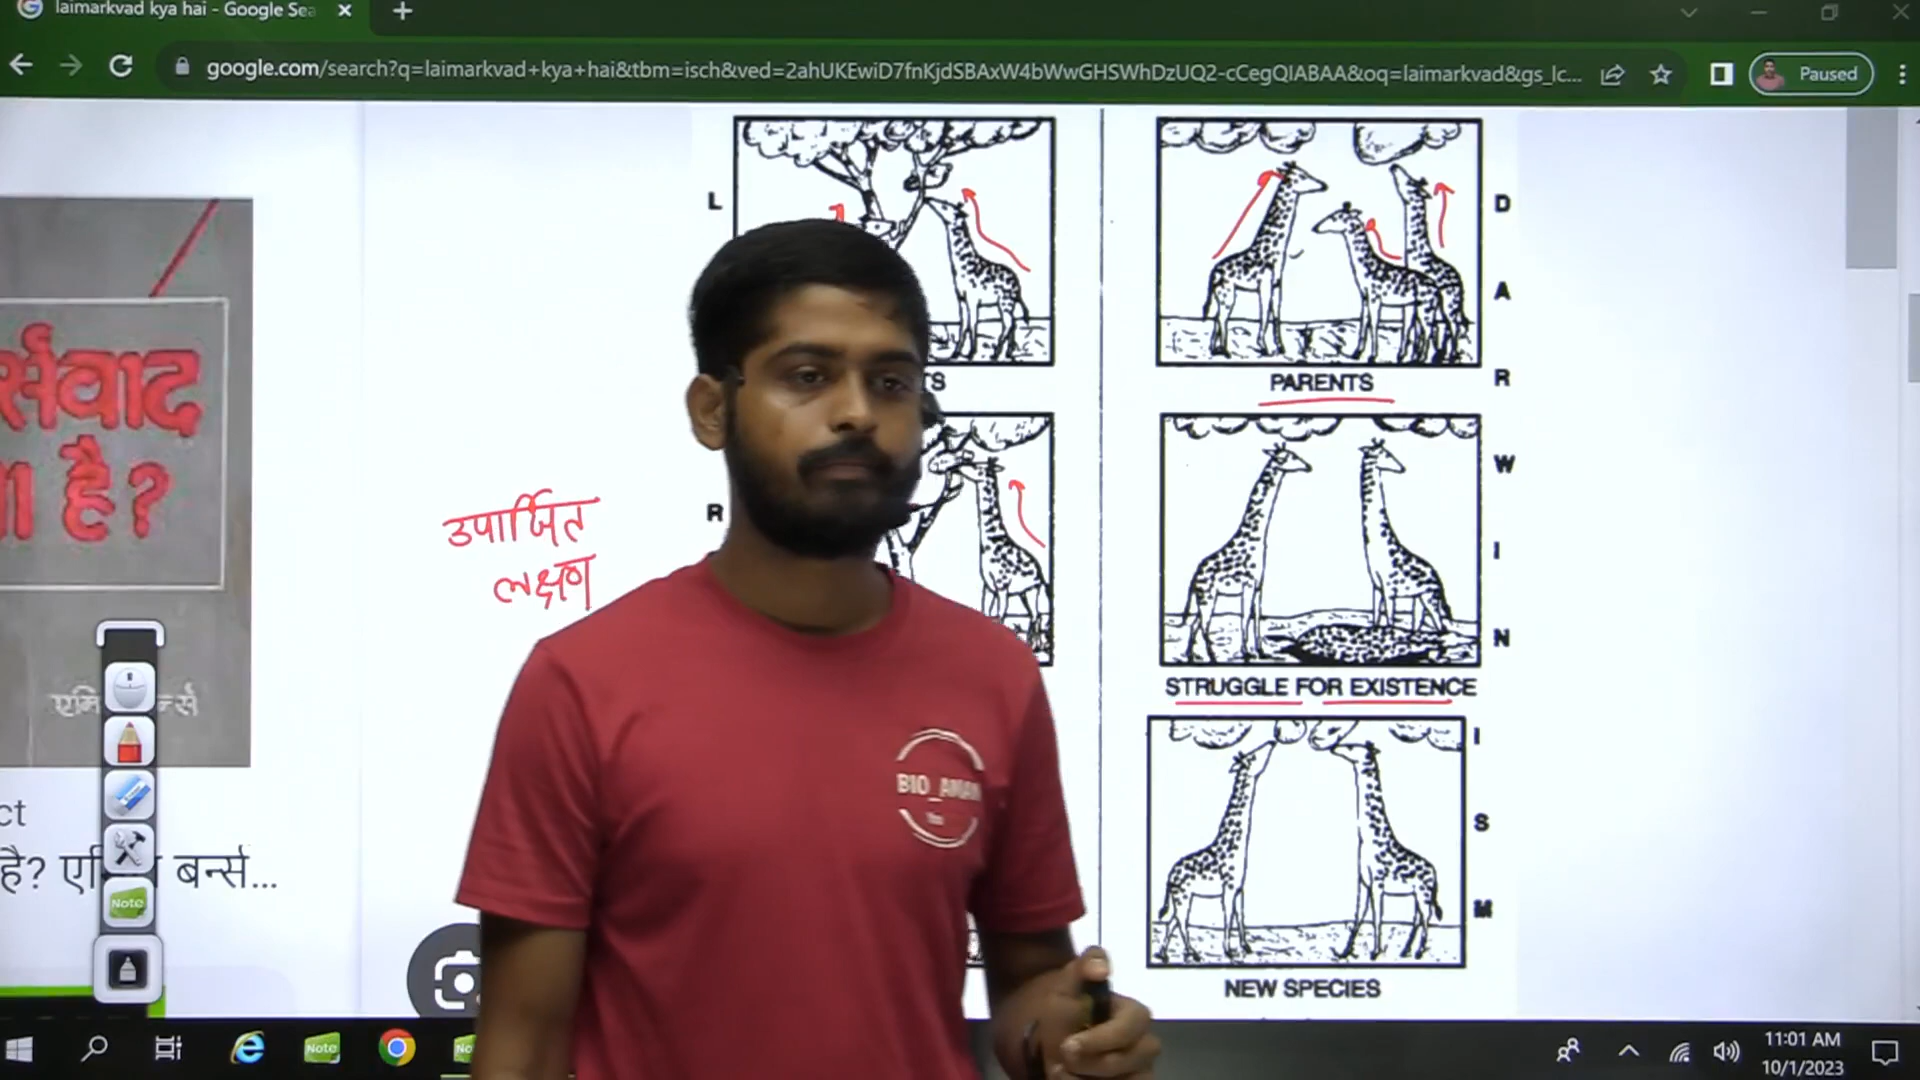 laimarkvad kya hai - Google Sea
google.com/search?q=laimarkvad+kya+hai&tbm=isch&ved=2ahUKEwiD7fnKjdSBAxW4bWwGHSWhDzUQ2-cCegQIABAA&oq=laimarkvad&gs_lc...
Paused
L
R
TS
D
A
R
W
I
N
I
S
M
PARENTS
STRUGGLE FOR EXISTENCE
NEW SPECIES
उपार्जित
लक्षण
र्सवाद
है?
ct
है?
बर्न्स...
Note
BIO_AMAN
Note
11:01 AM
10/1/2023